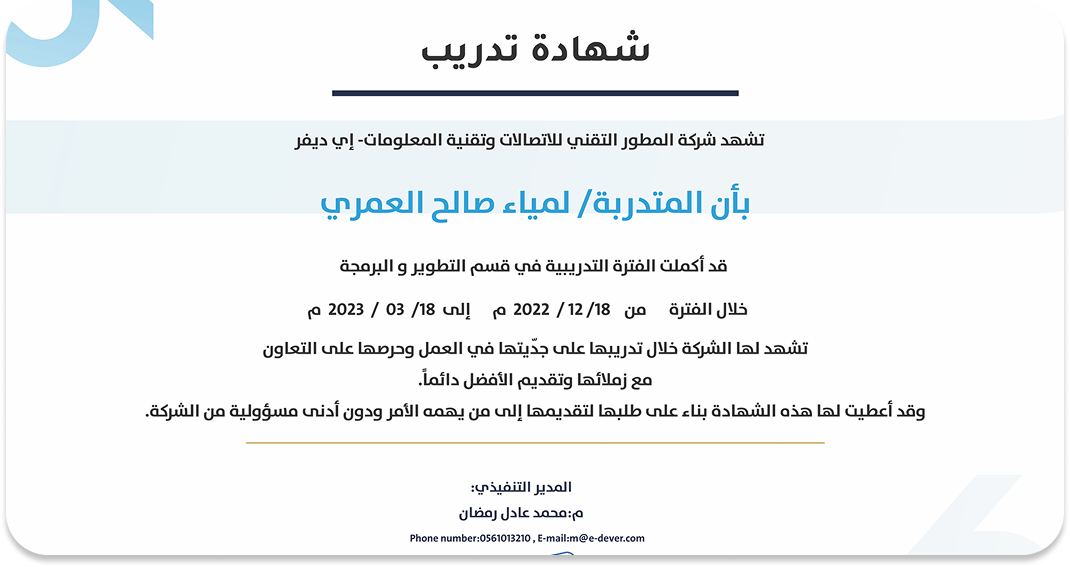 شهادة تدريب
تشهد شركة المطور التقني للاتصالات وتقنية المعلومات- إي ديفر
بأن المتدربة/ لمياء صالح العمري
قد أكملت الفترة التدريبية في قسم التطوير و البرمجة
خلال الفترة من 18/ 12 / 2022 م إلى 18/ 03 / 2023 م
تشهد لها الشركة خلال تدريبها على جدّيتها في العمل وحرصها على التعاون
مع زملائها وتقديم الأفضل دائماً.
وقد أعطيت لها هذه الشهادة بناء على طلبها لتقديمها إلى من يهمه الأمر ودون أدنى مسؤولية من الشركة.
المدير التنفيذي:
م:محمد عادل رمضان
Phone number:0561013210 , E-mail:m@e-dever.com